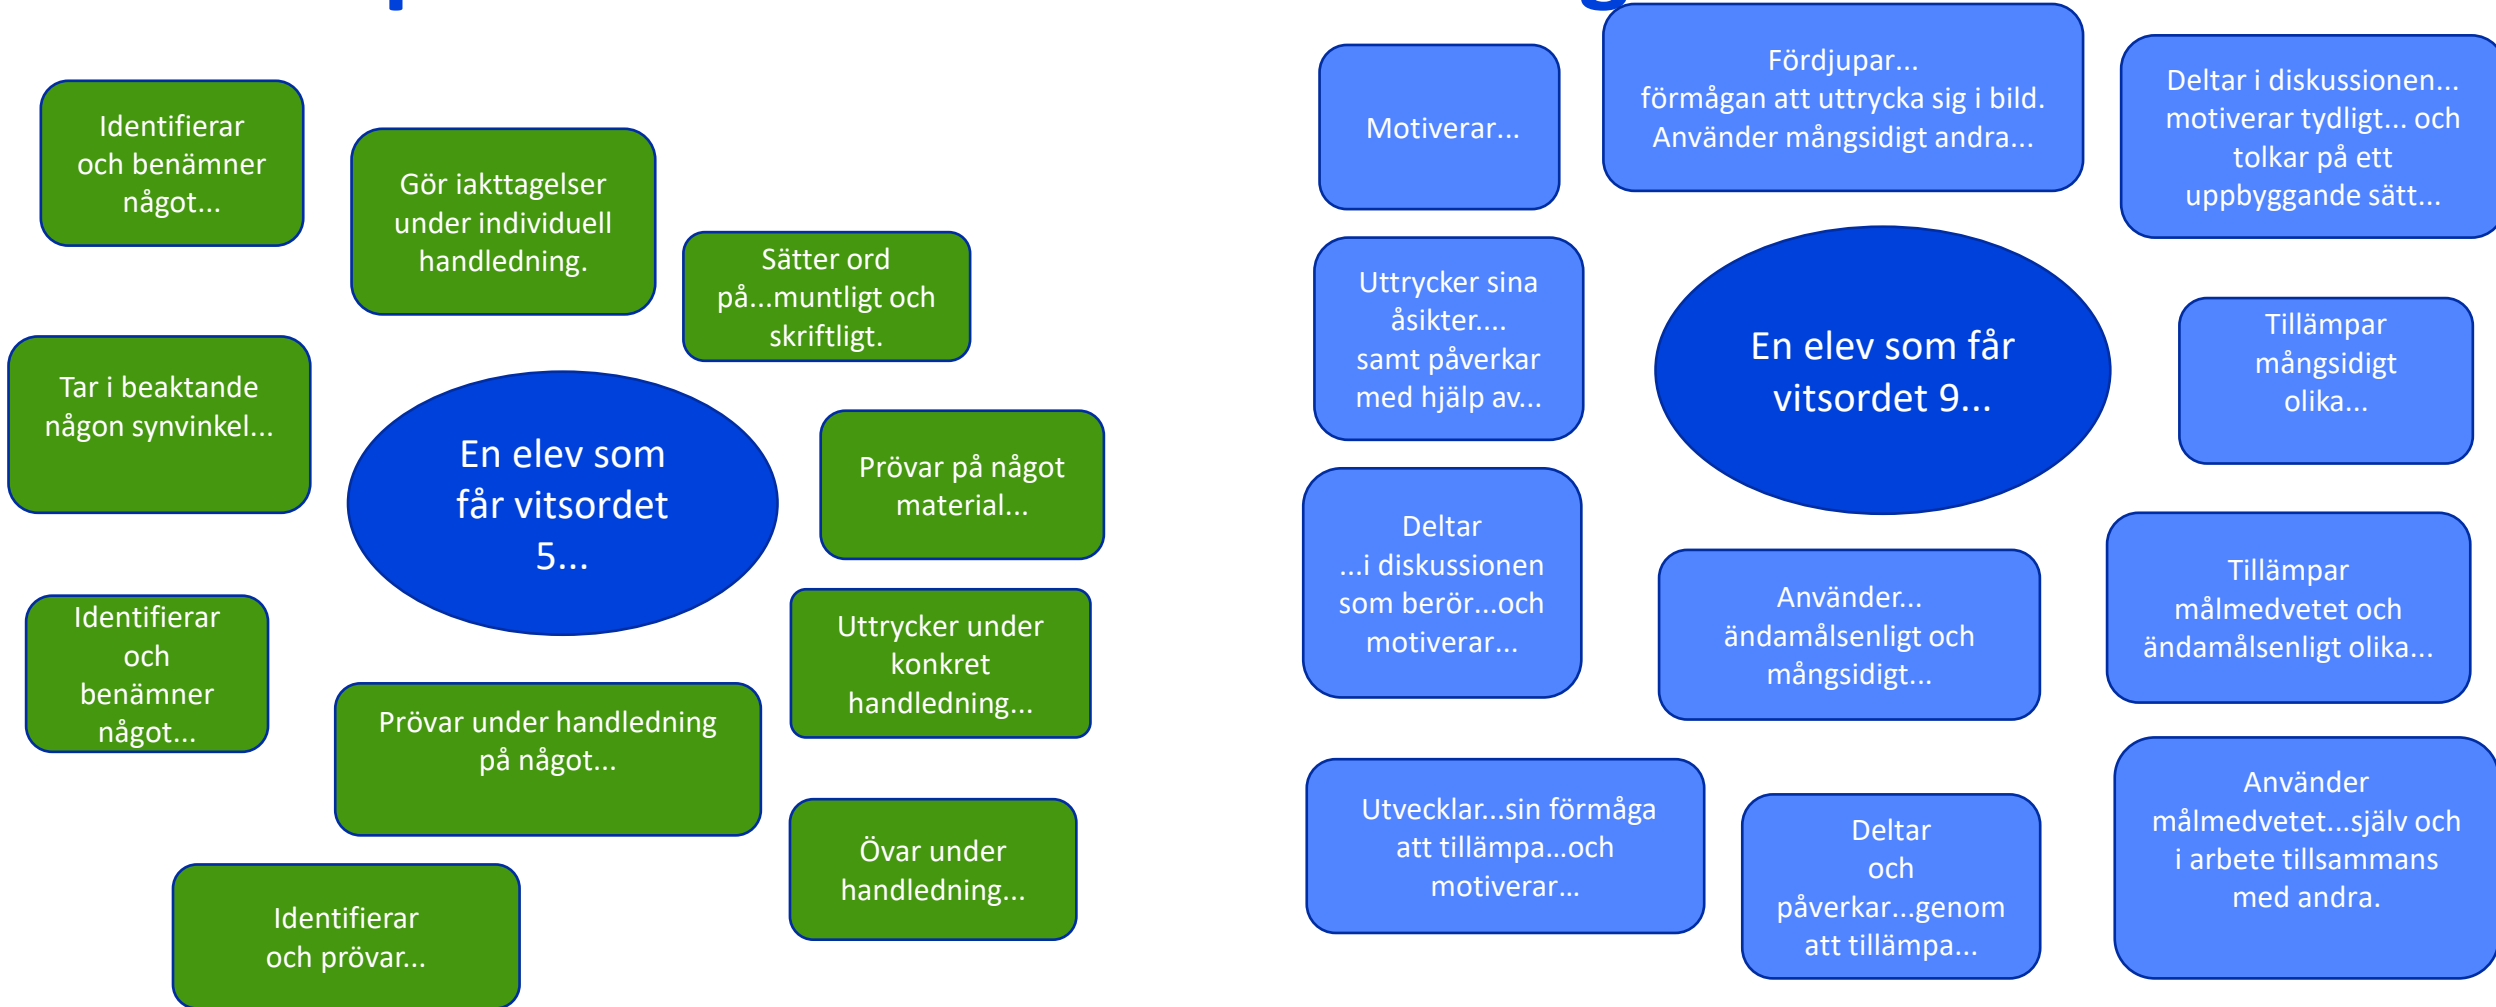 Identifierar
och benämner
något...
Gör iakttagelser
under individuell
handledning.
Sätter ord
på...muntligt och
skriftligt.
Tar i beaktande
någon synvinkel...
En elev som
får vitsordet
5...
Prövar på något
material...
Identifierar
och
benämner
något...
Uttrycker under
konkret
handledning...
Prövar under handledning
på något...
Övar under
handledning...
Identifierar
och prövar...
Motiverar...
Fördjupar...
förmågan att uttrycka sig i bild.
Använder mångsidigt andra...
Deltar i diskussionen...
motiverar tydligt... och
tolkar på ett
uppbyggande sätt...
Uttrycker sina
åsikter....
samt påverkar
med hjälp av...
En elev som får
vitsordet 9...
Tillämpar
mångsidigt
olika...
Deltar
...i diskussionen
som berör...och
motiverar...
Använder...
ändamålsenligt och
mångsidigt...
Tillämpar
målmedvetet och
ändamålsenligt olika...
Utvecklar...sin förmåga
att tillämpa...och
motiverar...
Deltar
och
påverkar...genom
att tillämpa...
Använder
målmedvetet...själv och
i arbete tillsammans
med andra.